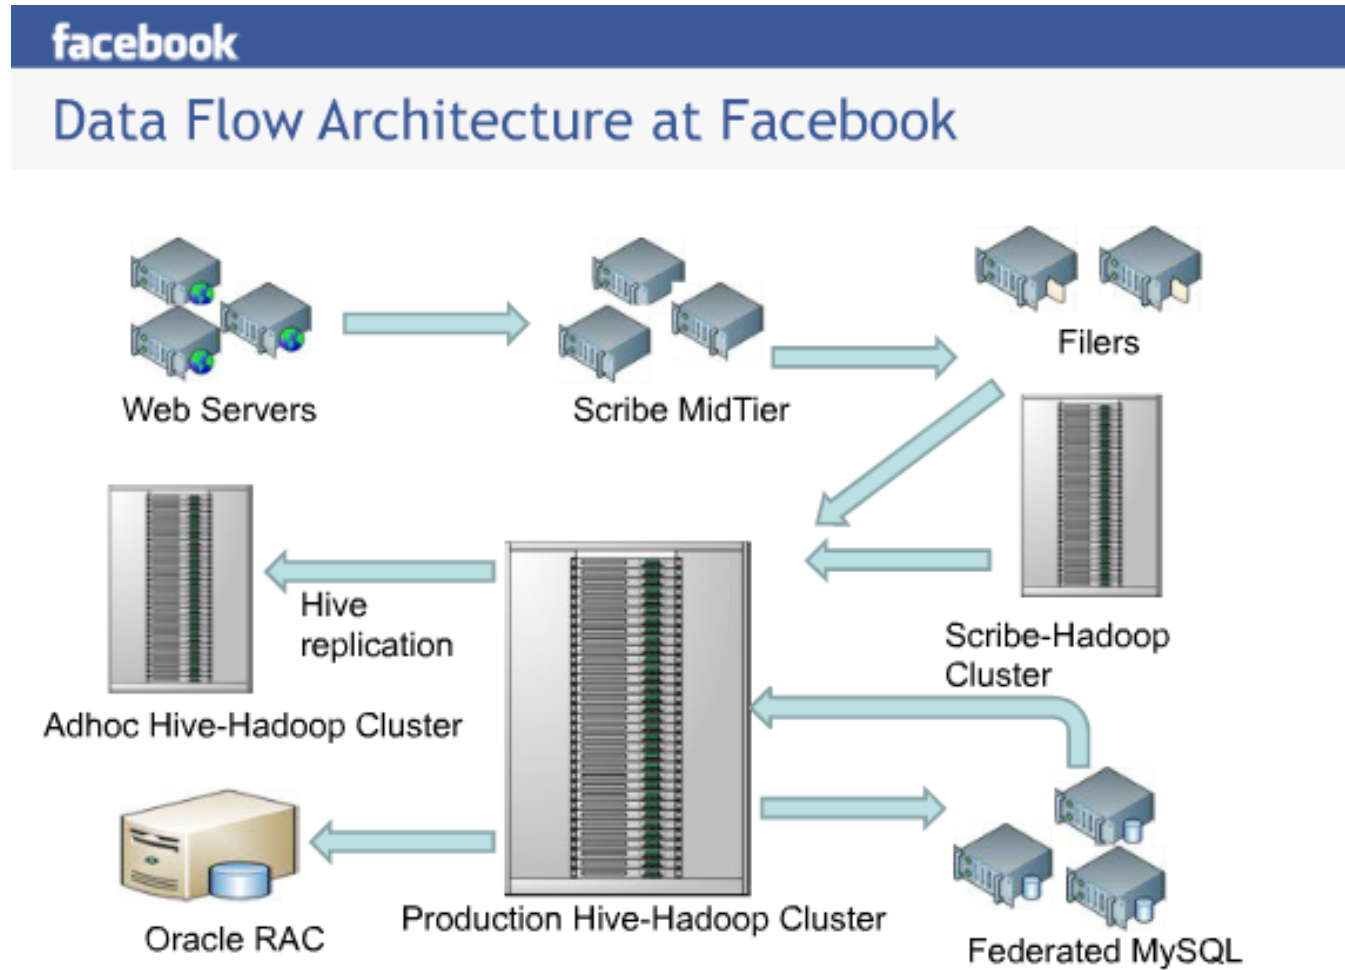 facebook
Data Flow Architecture at Facebook
Filers
Web Servers
Scribe MidTier
Hive
replication
Scribe-Hadoop
Cluster
Adhoc Hive-Hadoop Cluster
Production Hive-Hadoop Cluster
Oracle RAC
Federated MySQL